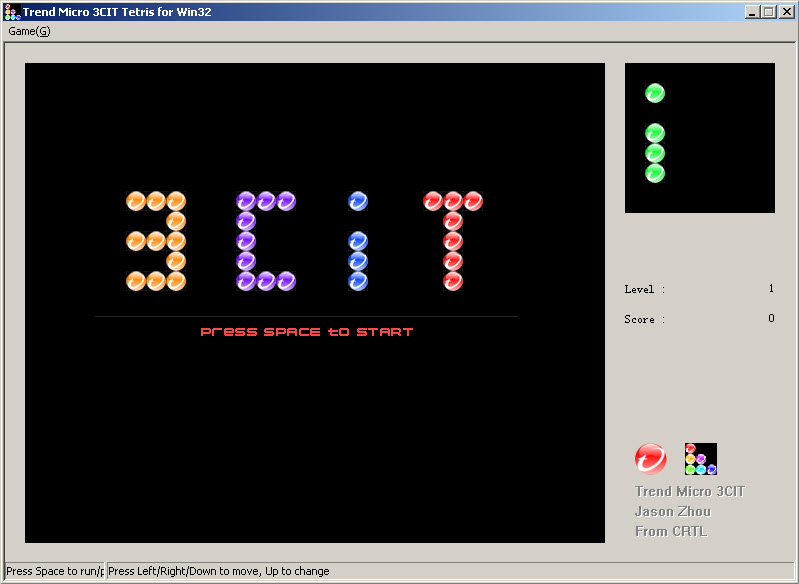 Trend Micro 3CIT Tetris for Win32
Game(G)
3CiT
PrESS SPACE to START
Level : 1
Score : 0
Trend Micro 3CIT
Jason Zhou
From CRTL
Press Space to run/p
Press Left/Right/Down to move, Up to change